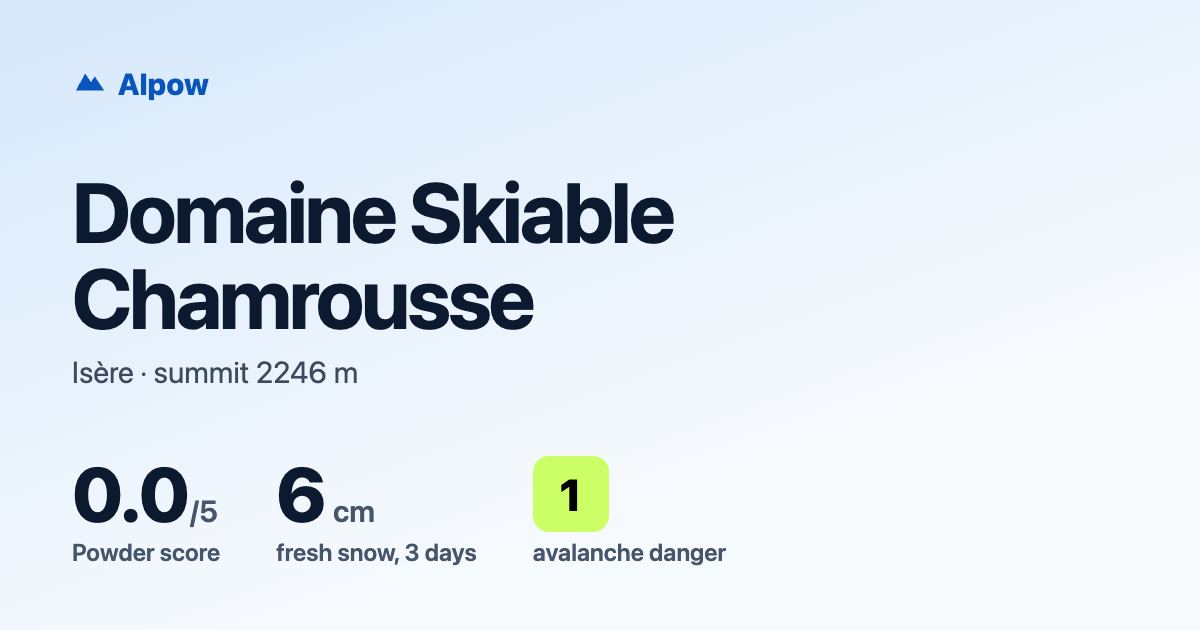 Alpow
Domaine Skiable
Chamrousse
Isère · summit 2246 m
0.0/5
Powder score
6 cm
fresh snow, 3 days
1
avalanche danger